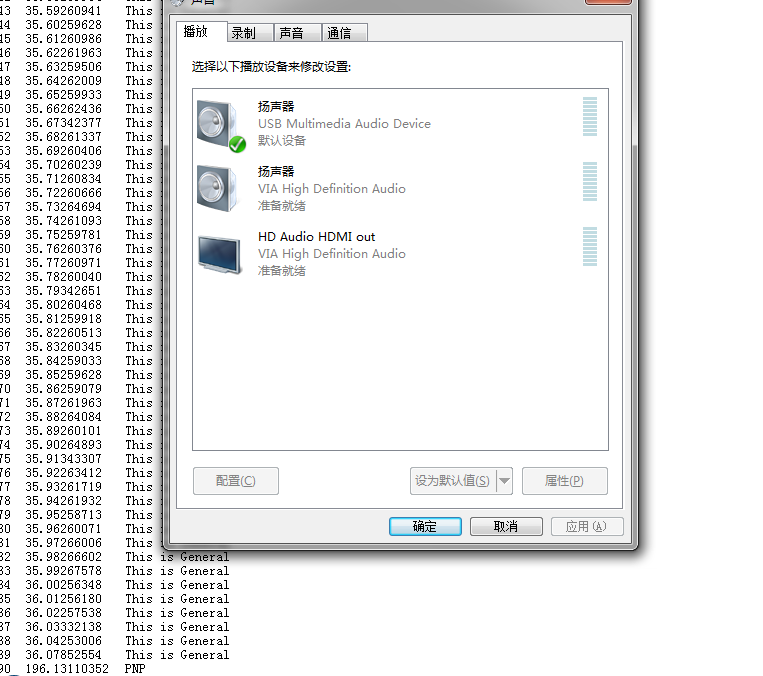 声音
播放 录制 声音 通信
选择以下播放设备来修改设置:
扬声器
USB Multimedia Audio Device
默认设备
扬声器
VIA High Definition Audio
准备就绪
HD Audio HDMI out
VIA High Definition Audio
准备就绪
配置(C) 设为默认值(S) 属性(P)
确定 取消 应用(A)
43 35.59260941 This
44 35.60259628 This
45 35.61260986 This
46 35.62261963 This
47 35.63259506 This
48 35.64262009 This
49 35.65259933 This
50 35.66262436 This
51 35.67342377 This
52 35.68261337 This
53 35.69260406 This
54 35.70260239 This
55 35.71260834 This
56 35.72260666 This
57 35.73264694 This
58 35.74261093 This
59 35.75259781 This
60 35.76260376 This
61 35.77260971 This
62 35.78260040 This
63 35.79342651 This
64 35.80260468 This
65 35.81259918 This
66 35.82260513 This
67 35.83260345 This
68 35.84259033 This
69 35.85259628 This
70 35.86259079 This
71 35.87261963 This
72 35.88264084 This
73 35.89260101 This
74 35.90264893 This
75 35.91343307 This
76 35.92263412 This
77 35.93261719 This
78 35.94261932 This
79 35.95258713 This
80 35.96260071 This
81 35.97266006 This is General
82 35.98266602 This is General
83 35.99267578 This is General
84 36.00256348 This is General
85 36.01256180 This is General
86 36.02257538 This is General
87 36.03332138 This is General
88 36.04253006 This is General
89 36.07852554 This is General
90 196.13110352 PNP